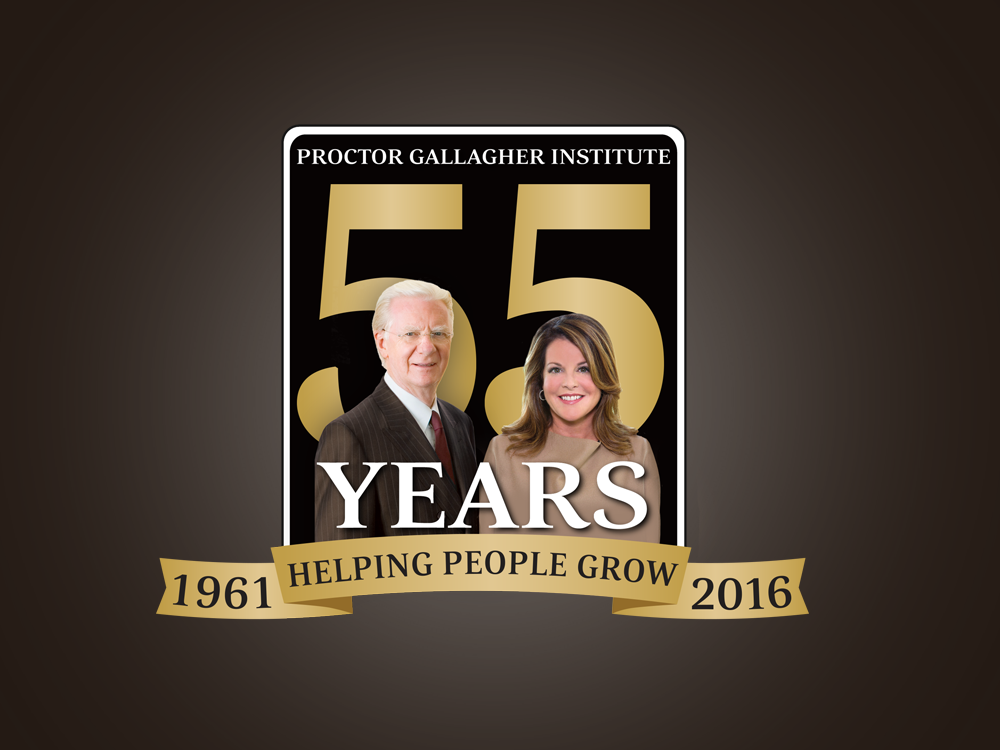 PROCTOR GALLAGHER INSTITUTE
55
YEARS
HELPING PEOPLE GROW
1961
2016